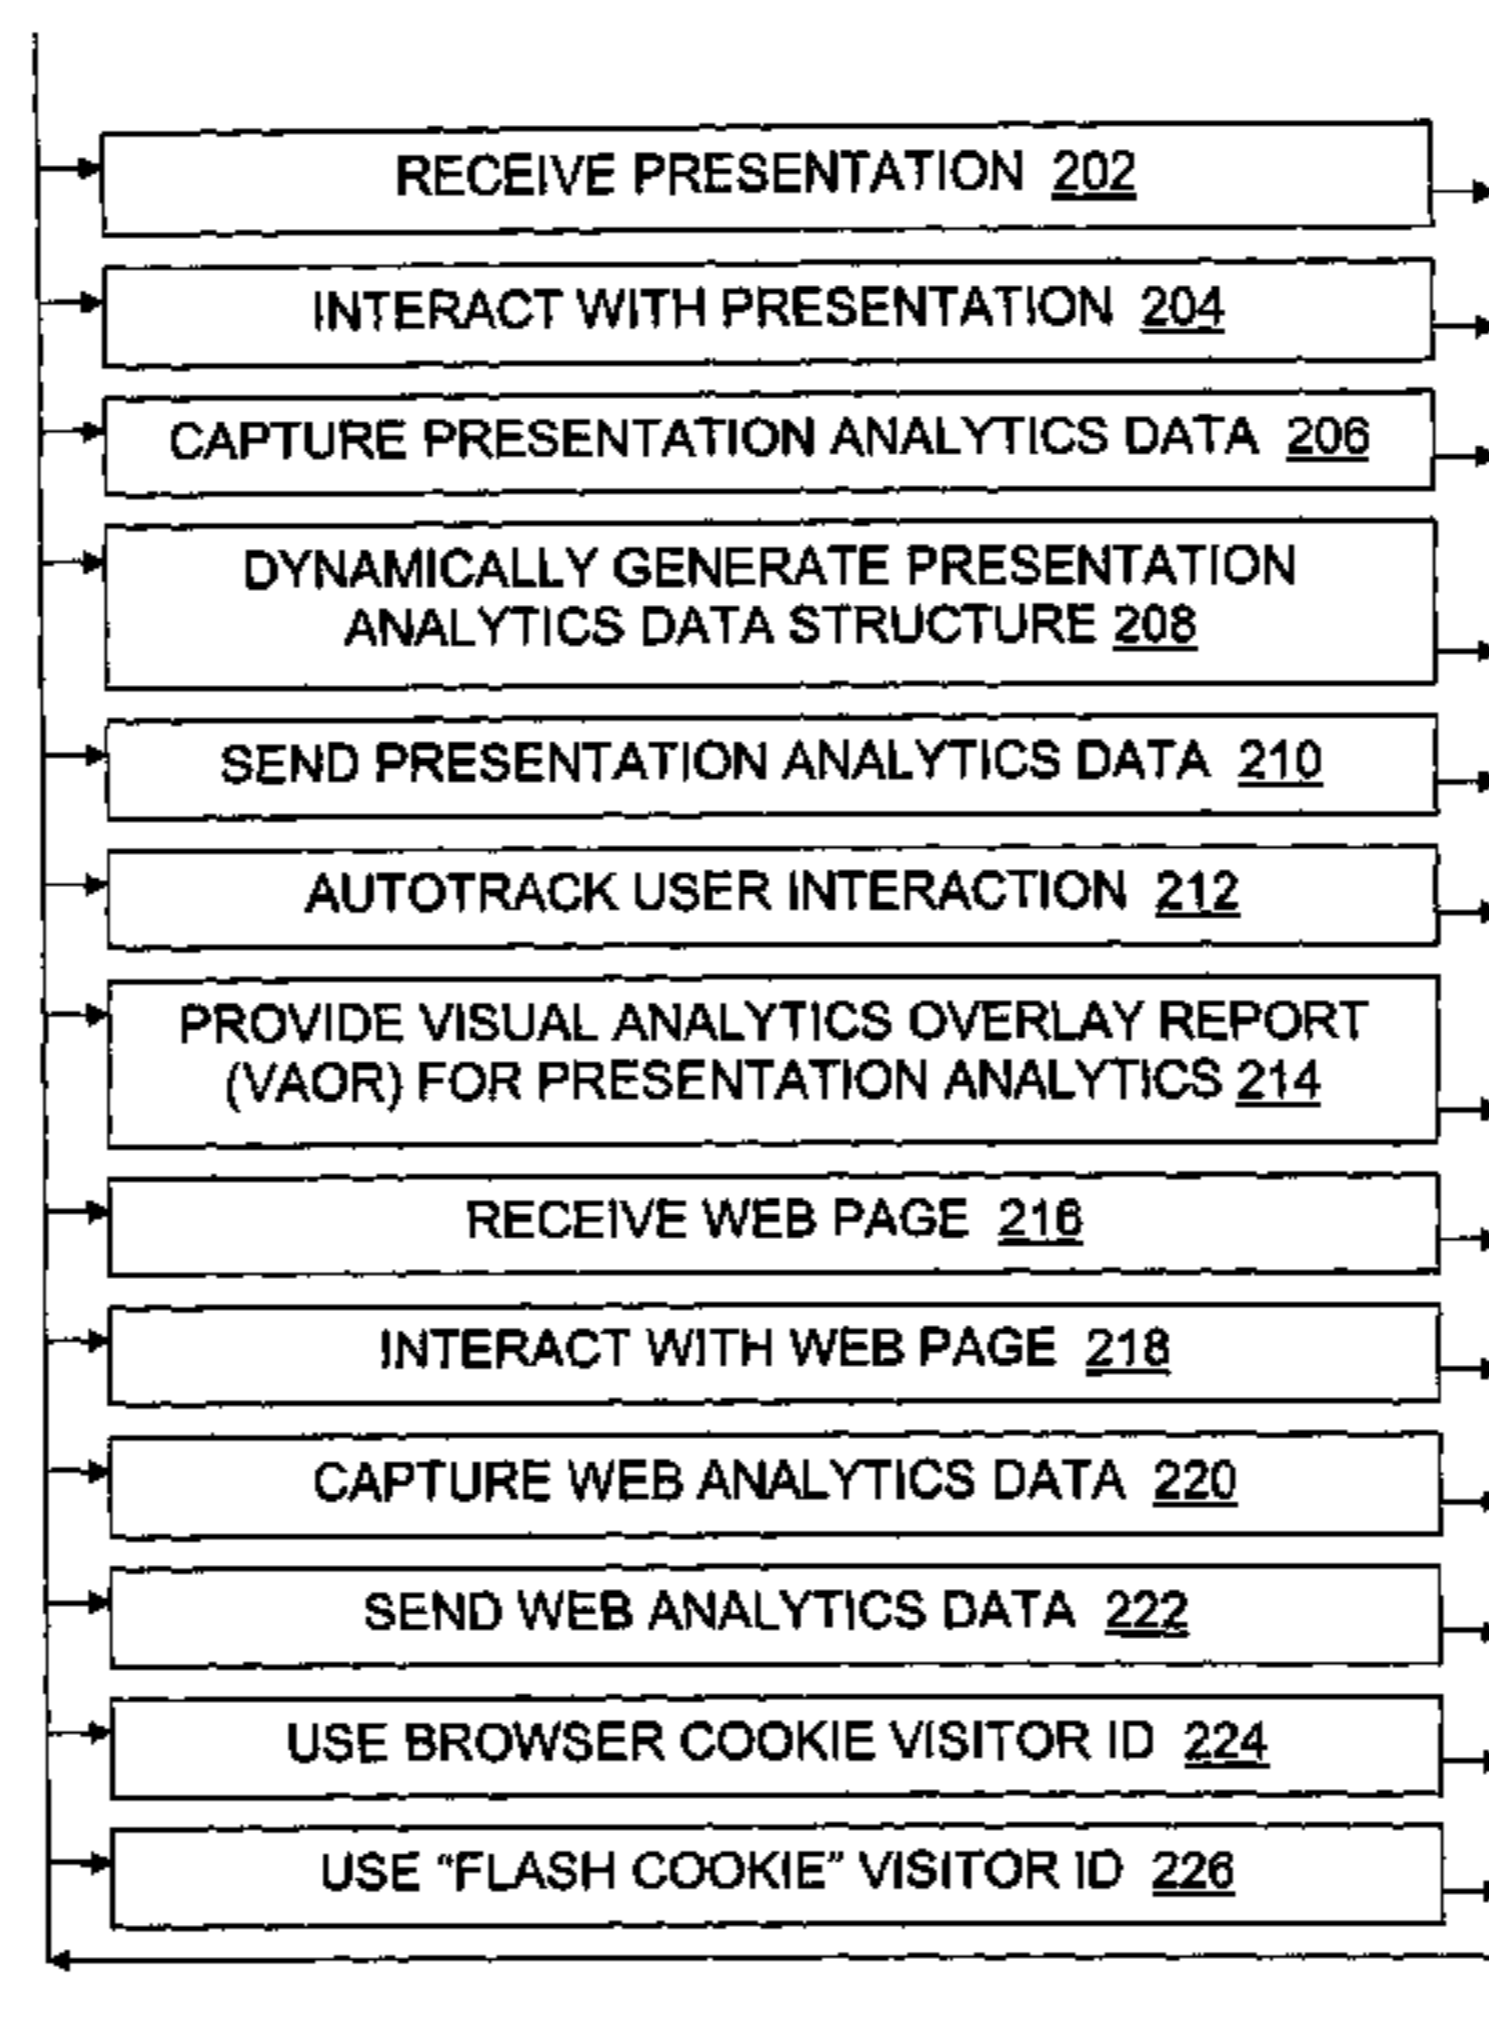 RECEIVE PRESENTATION 202
INTERACT WITH PRESENTATION 204
CAPTURE PRESENTATION ANALYTICS DATA 206
DYNAMICALLY GENERATE PRESENTATION
ANALYTICS DATA STRUCTURE 208
SEND PRESENTATION ANALYTICS DATA 210
AUTOTRACK USER INTERACTION 212
PROVIDE VISUAL ANALYTICS OVERLAY REPORT
(VAOR) FOR PRESENTATION ANALYTICS 214
RECEIVE WEB PAGE 216
INTERACT WITH WEB PAGE 218
CAPTURE WEB ANALYTICS DATA 220
SEND WEB ANALYTICS DATA 222
USE BROWSER COOKIE VISITOR ID 224
USE “FLASH COOKIE” VISITOR ID 226